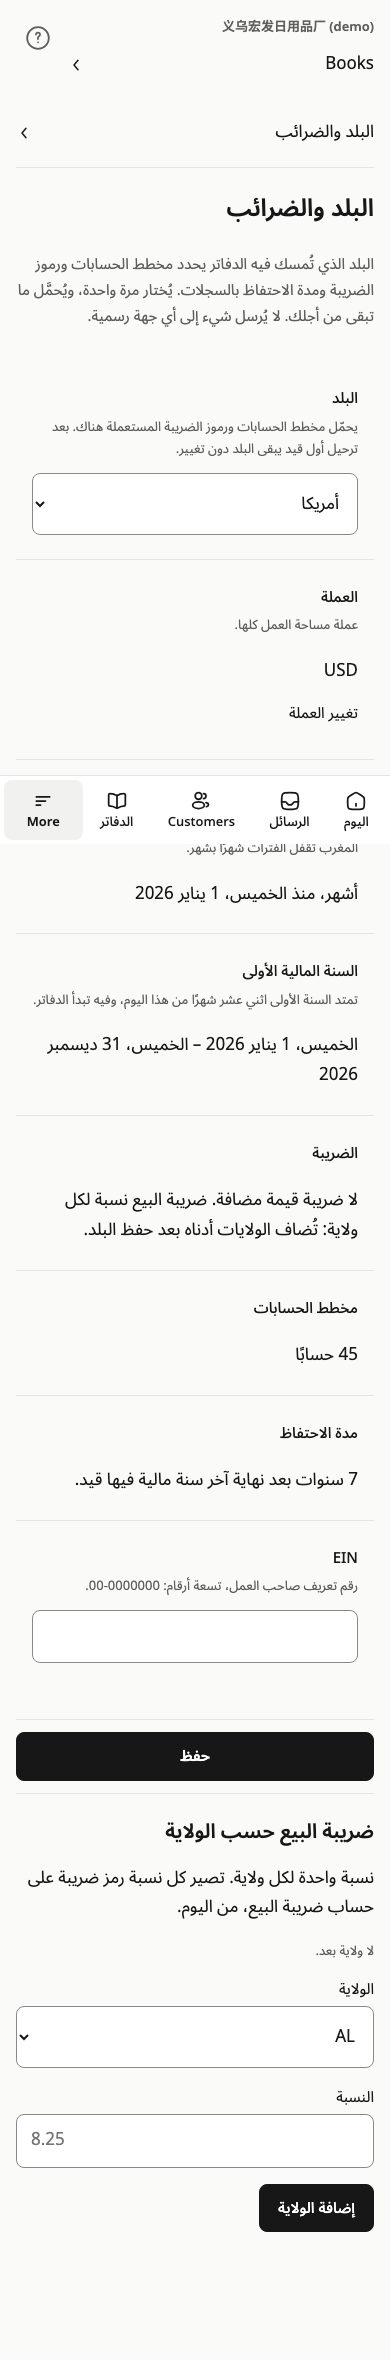 义乌宏发日用品厂 (demo)
Books
البلد والضرائب
البلد والضرائب
البلد الذي تُمسك فيه الدفاتر يحدد مخطط الحسابات ورموز
الضريبة ومدة الاحتفاظ بالسجلات. يُختار مرة واحدة، ويُحمَّل ما
تبقى من أجلك. لا يُرسل شيء إلى أي جهة رسمية.
البلد
يحمّل مخطط الحسابات ورموز الضريبة المستعملة هناك. بعد
ترحيل أول قيد يبقى البلد دون تغيير.
أمريكا
العملة
عملة مساحة العمل كلها.
USD
تغيير العملة
اليوم
الرسائل
Customers
الدفاتر
More
المغرب تقفل الفترات شهرًا بشهر.
أشهر، منذ الخميس، 1 يناير 2026
السنة المالية الأولى
تمتد السنة الأولى اثني عشر شهرًا من هذا اليوم، وفيه تبدأ الدفاتر.
الخميس، 1 يناير 2026 – الخميس، 31 ديسمبر
2026
الضريبة
لا ضريبة قيمة مضافة. ضريبة البيع نسبة لكل
ولاية: تُضاف الولايات أدناه بعد حفظ البلد.
مخطط الحسابات
45 حسابًا
مدة الاحتفاظ
7 سنوات بعد نهاية آخر سنة مالية فيها قيد.
EIN
رقم تعريف صاحب العمل، تسعة أرقام: 0000000-00.
حفظ
ضريبة البيع حسب الولاية
نسبة واحدة لكل ولاية. تصير كل نسبة رمز ضريبة على
حساب ضريبة البيع، من اليوم.
لا ولاية بعد.
الولاية
AL
النسبة
8.25
إضافة الولاية